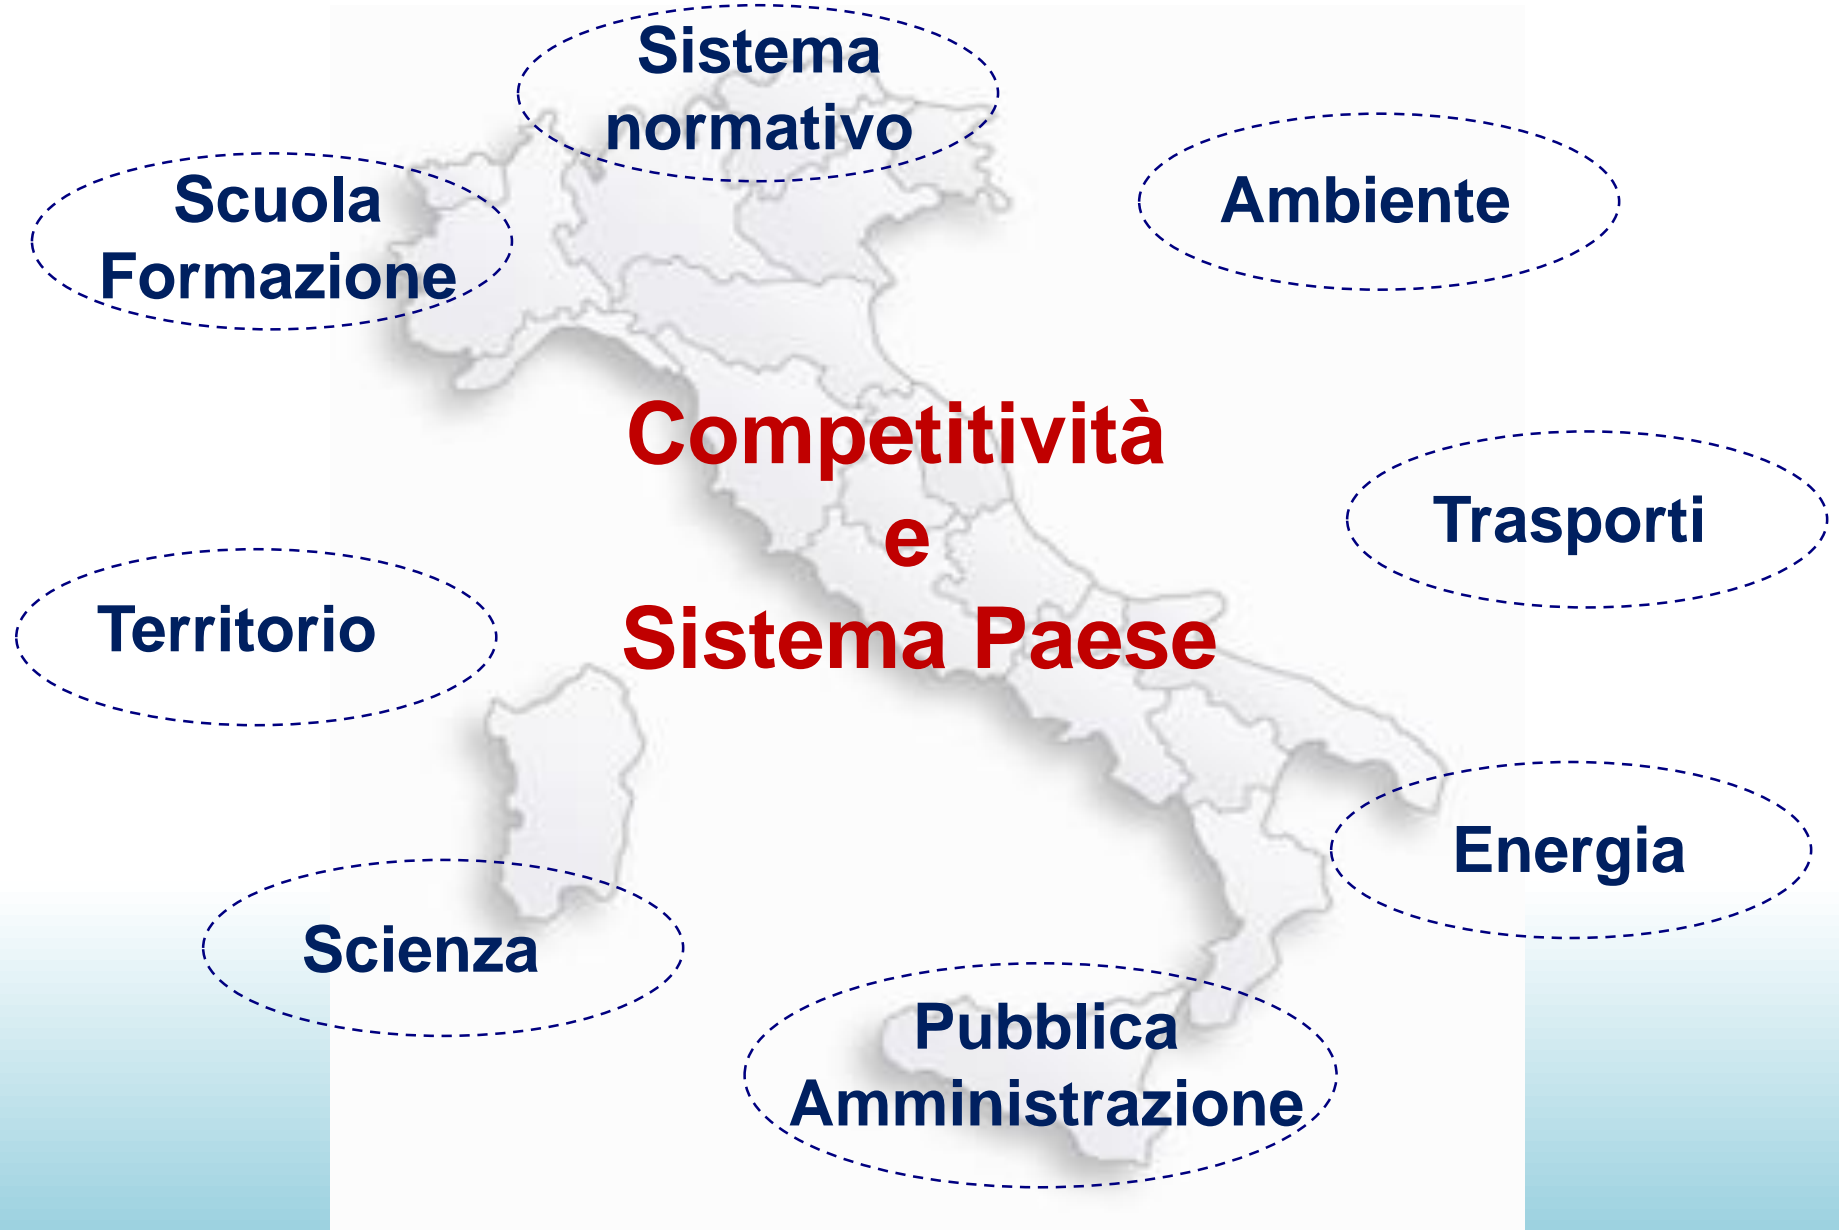 Sistema
normativo
Scuola
Formazione
Ambiente
Competitività
e
Sistema Paese
Trasporti
Territorio
Energia
Scienza
Pubblica
Amministrazione